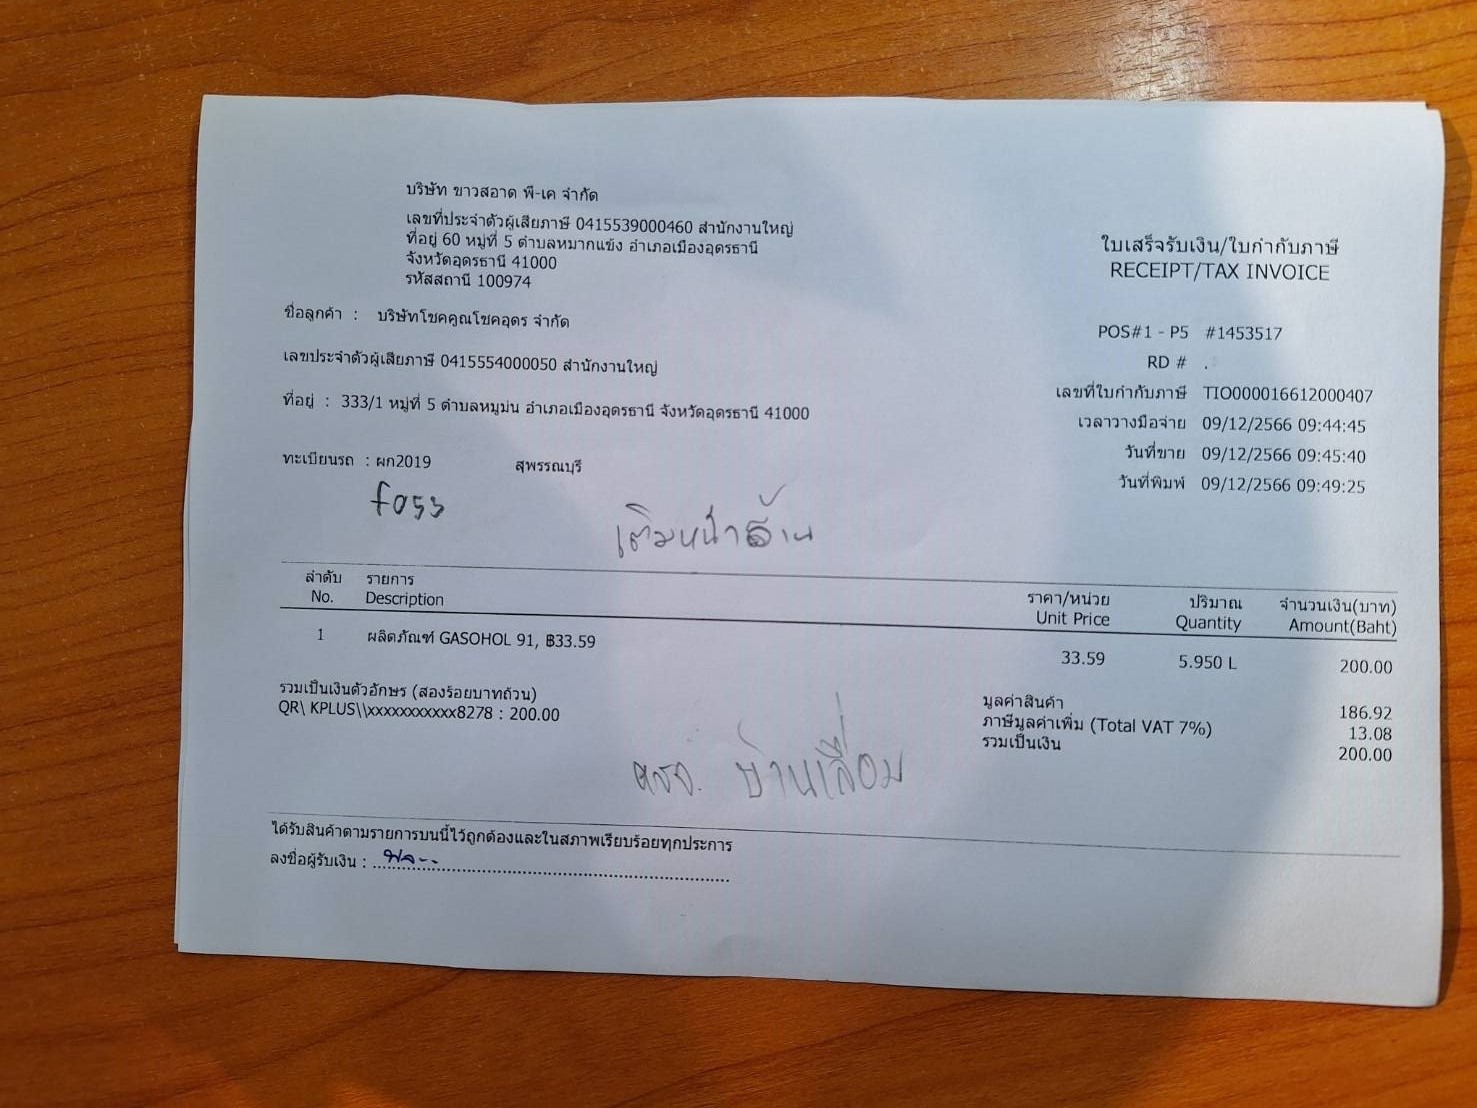 บริษัท ขาวสอาด พี-เค จำกัด
เลขที่ประจำตัวผู้เสียภาษี 0415539000460 สำนักงานใหญ่
ที่อยู่ 60 หมู่ที่ 5 ตำบลหมากแข้ง อำเภอเมืองอุดรธานี
จังหวัดอุดรธานี 41000
รหัสสถานี 100974
ใบเสร็จรับเงิน/ใบกำกับภาษี
RECEIPT/TAX INVOICE
ชื่อลูกค้า : บริษัทโชคคูณโชคอุดร จำกัด
เลขประจำตัวผู้เสียภาษี 0415554000050 สำนักงานใหญ่
ที่อยู่ : 333/1 หมู่ที่ 5 ตำบลหมูม่น อำเภอเมืองอุดรธานี จังหวัดอุดรธานี 41000
ทะเบียนรถ : ผก2019 สุพรรณบุรี
POS#1 - P5 #1453517
RD # .
เลขที่ใบกำกับภาษี TIO000016612000407
เวลาวางมือจ่าย 09/12/2566 09:44:45
วันที่ขาย 09/12/2566 09:45:40
วันที่พิมพ์ 09/12/2566 09:49:25
เติมหน้าร้าน
ลำดับ รายการ ราคา/หน่วย ปริมาณ จำนวนเงิน(บาท)
No. Description Unit Price Quantity Amount(Baht)
1 ผลิตภัณฑ์ GASOHOL 91, ฿33.59 33.59 5.950 L 200.00
รวมเป็นเงินตัวอักษร (สองร้อยบาทถ้วน)
QR\ KPLUS\\xxxxxxxxxxx8278 : 200.00
มูลค่าสินค้า 186.92
ภาษีมูลค่าเพิ่ม (Total VAT 7%) 13.08
รวมเป็นเงิน 200.00
บ้านเลื่อม
ได้รับสินค้าตามรายการบนนี้ไว้ถูกต้องและในสภาพเรียบร้อยทุกประการ
ลงชื่อผู้รับเงิน :